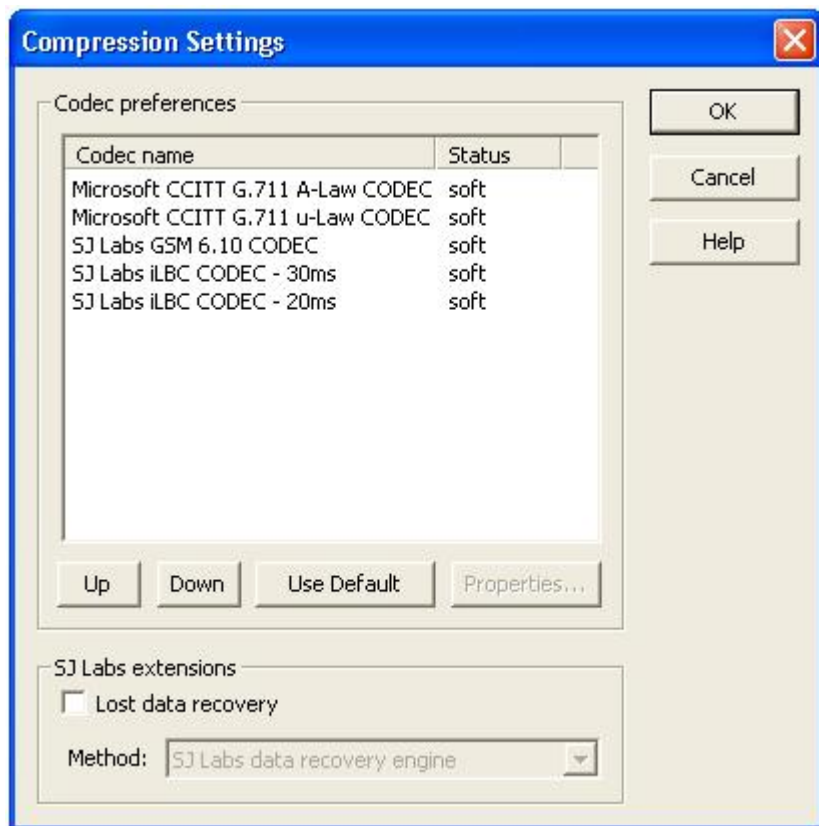 Compression Settings
Codec preferences
Codec name Status
Microsoft CCITT G.711 A-Law CODEC soft
Microsoft CCITT G.711 u-Law CODEC soft
SJ Labs GSM 6.10 CODEC soft
SJ Labs iLBC CODEC - 30ms soft
SJ Labs iLBC CODEC - 20ms soft
Up Down Use Default Properties...
OK
Cancel
Help
SJ Labs extensions
Lost data recovery
Method: SJ Labs data recovery engine